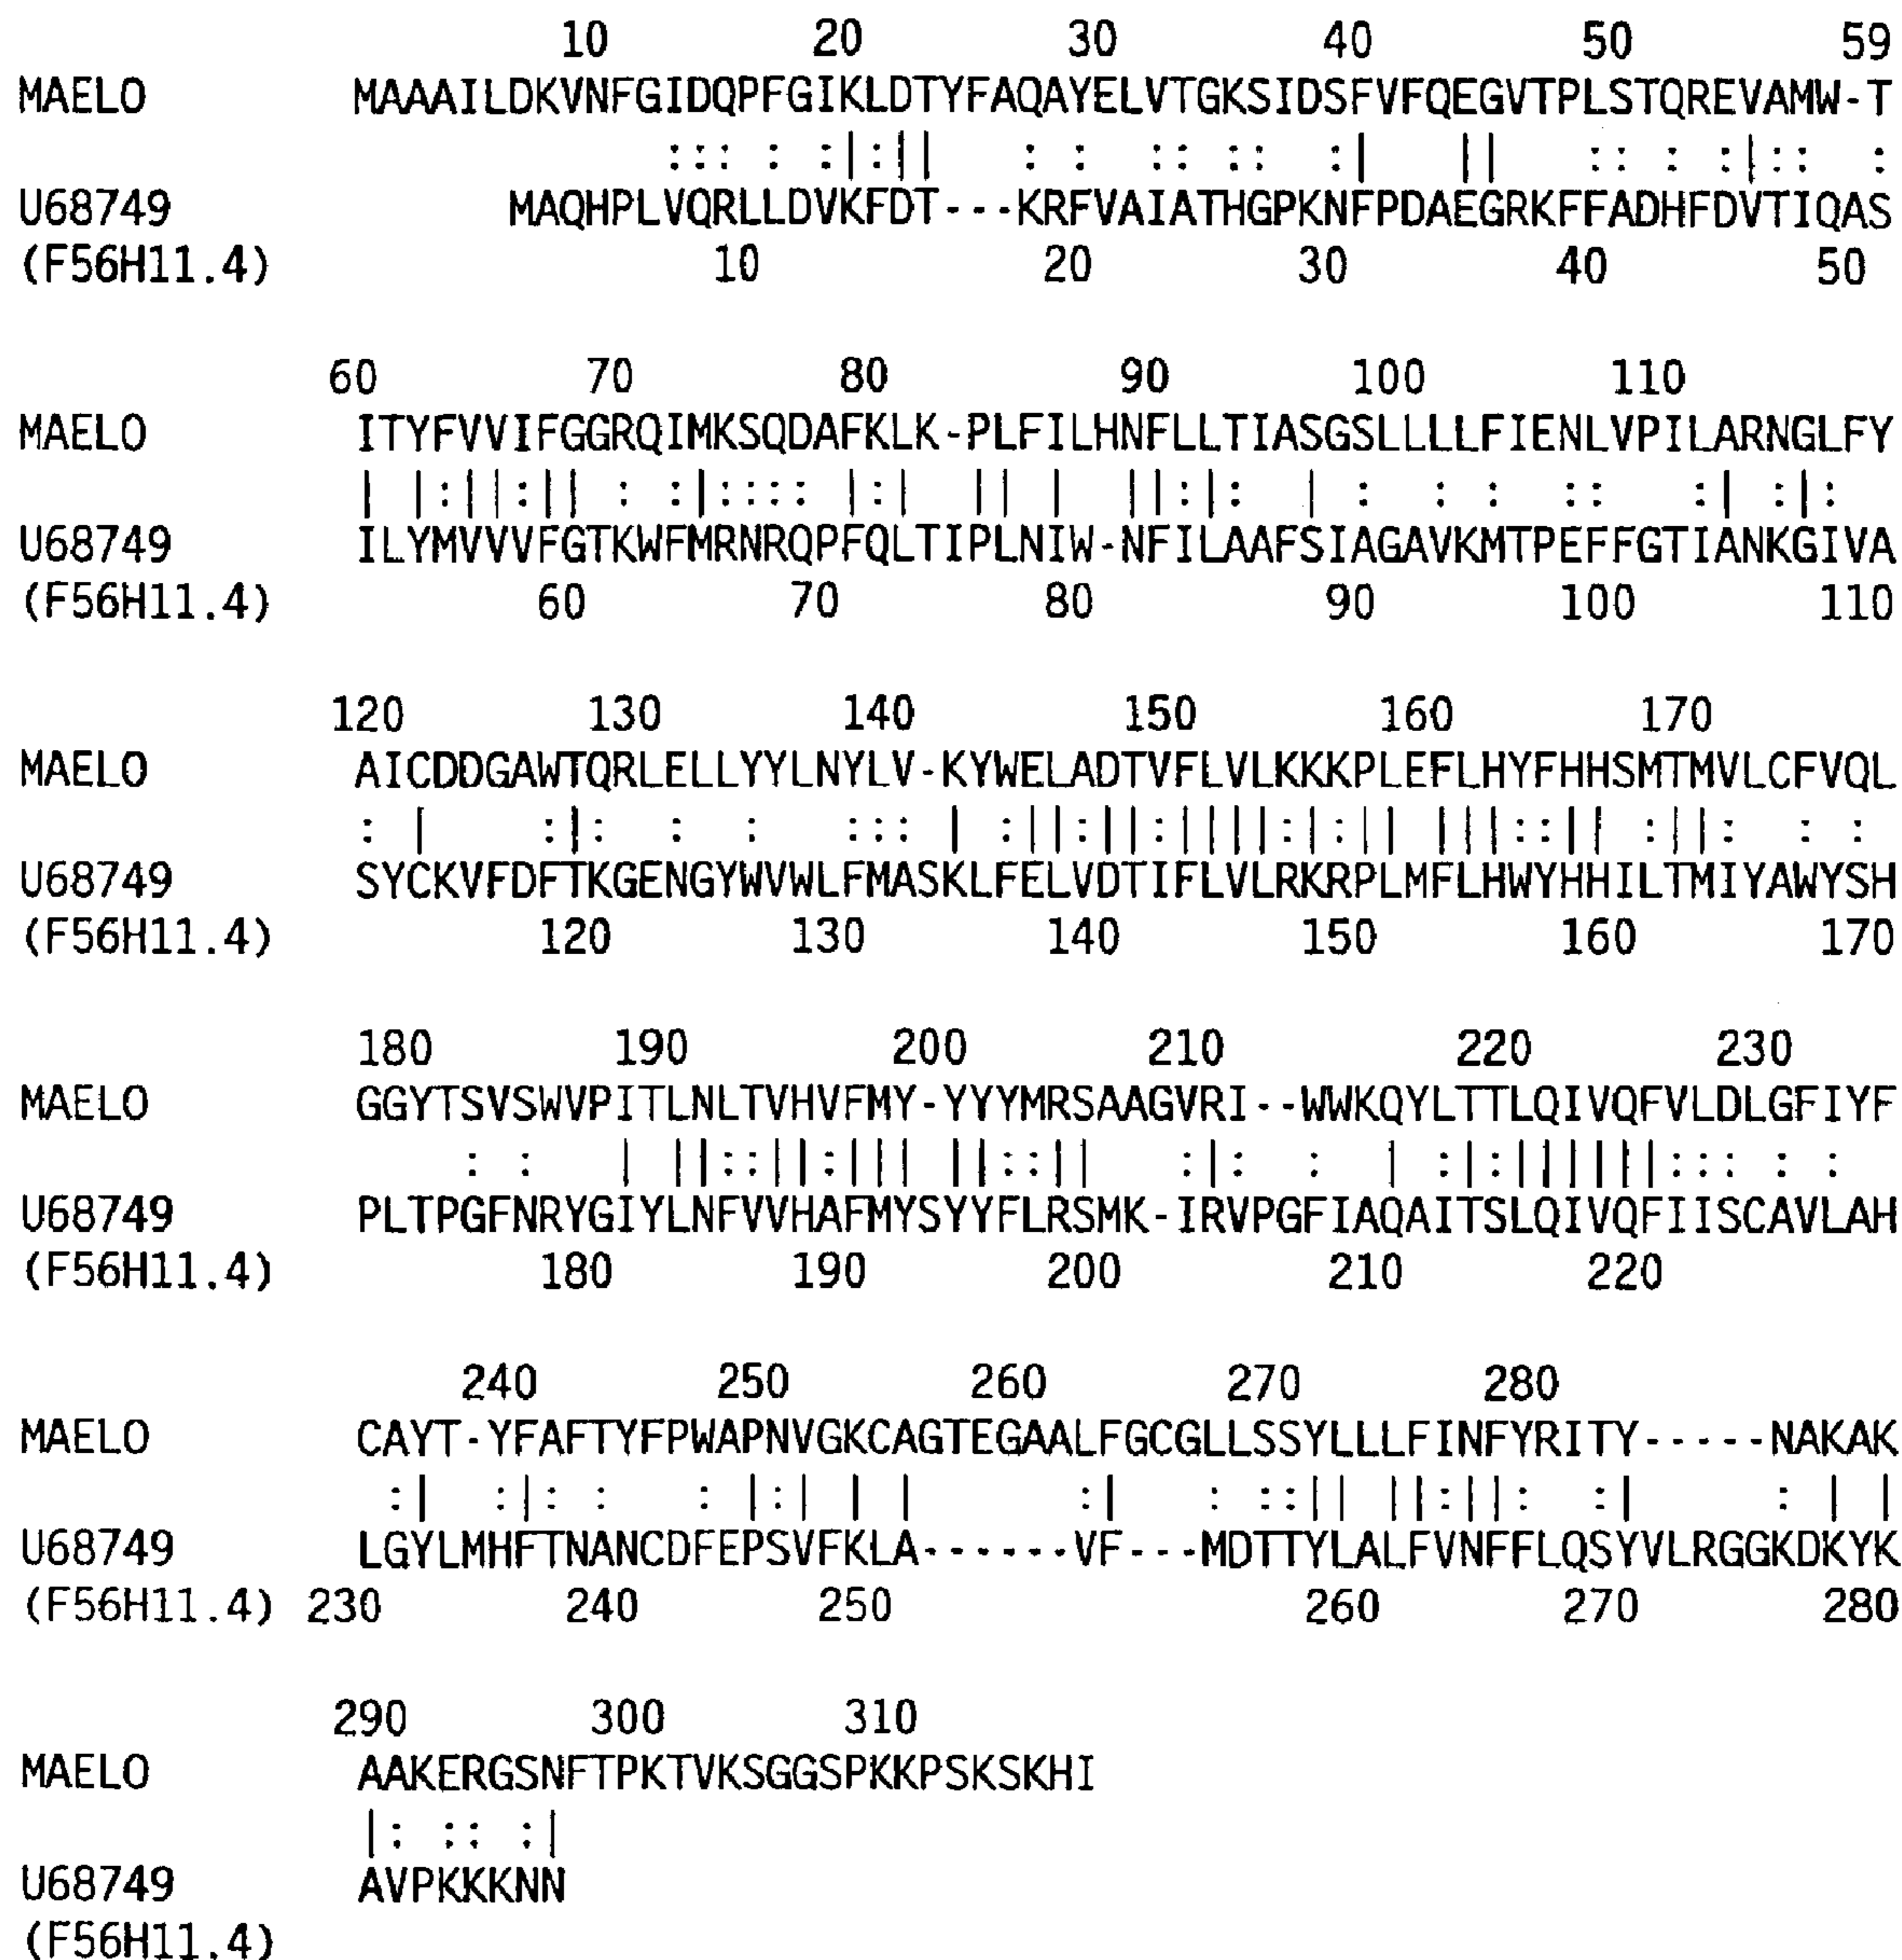 10 20 30 40 50 59
MAELO MAAAILDKVNFGIDQPFGIKLDTYFAQAYELVTGKSIDSFVFQEGVTPLSTQREVAMW-T
::: : :|:|| : : :: :: :| || :: : :|:: :
U68749 MAQHPLVQRLLDVKFDT---KRFVAIATHGPKNFPDAEGRKFFADHFDVTIQAS
(F56H11.4) 10 20 30 40 50
60 70 80 90 100 110
MAELO ITYFVVIFGGRQIMKSQDAFKLK-PLFILHNFLLTIASGSLLLLFIENLVPILARNGLFY
| |:||:|| : :|:::: |:| || | ||:|: | : : : :: :| :|:
U68749 ILYMVVVFGTKWFMRNRQPFQLTIPLNIW-NFILAAFSIAGAVKMTPEFFGTIANKGIVA
(F56H11.4) 60 70 80 90 100 110
120 130 140 150 160 170
MAELO AICDDGAWTQRLELLYYLNYLV-KYWELADTVFLVLKKKPLEFLHYFHHSMTMVLCFVQL
: | :|: : : ::: | :||:||:||||:|:|| |||::|| :||: : :
U68749 SYCKVFDFTKGENGYWVWLFMASKLFELVDTIFLVLRKRPLMFLHWYHHILTMIYAWYSH
(F56H11.4) 120 130 140 150 160 170
180 190 200 210 220 230
MAELO GGYTSVSWVPITLNLTVHVFMY-YYYMRSAAGVRI--WWKQYLTTLQIVQFVLDLGFIYF
: : | ||::||:||| ||::|| :|: : | :|:||||||::: : :
U68749 PLTPGFNRYGIYLNFVVHAFMYSYYFLRSMK-IRVPGFIAQAITSLQIVQFIISCAVLAH
(F56H11.4) 180 190 200 210 220
240 250 260 270 280
MAELO CAYT-YFAFTYFPWAPNVGKCAGTEGAALFGCGLLSSYLLLFINFYRITY-----NAKAK
:| :|: : : |:| | | :| : ::|| ||:||: :| : | |
U68749 LGYLMHFTNANCDFEPSVFKLA------VF---MDTTYLALFVNFFLQSYVLRGGKDKYK
(F56H11.4) 230 240 250 260 270 280
290 300 310
MAELO AAKERGSNFTPKTVKSGGSPKKPSKSKHI
|: :: :|
U68749 AVPKKKNN
(F56H11.4)